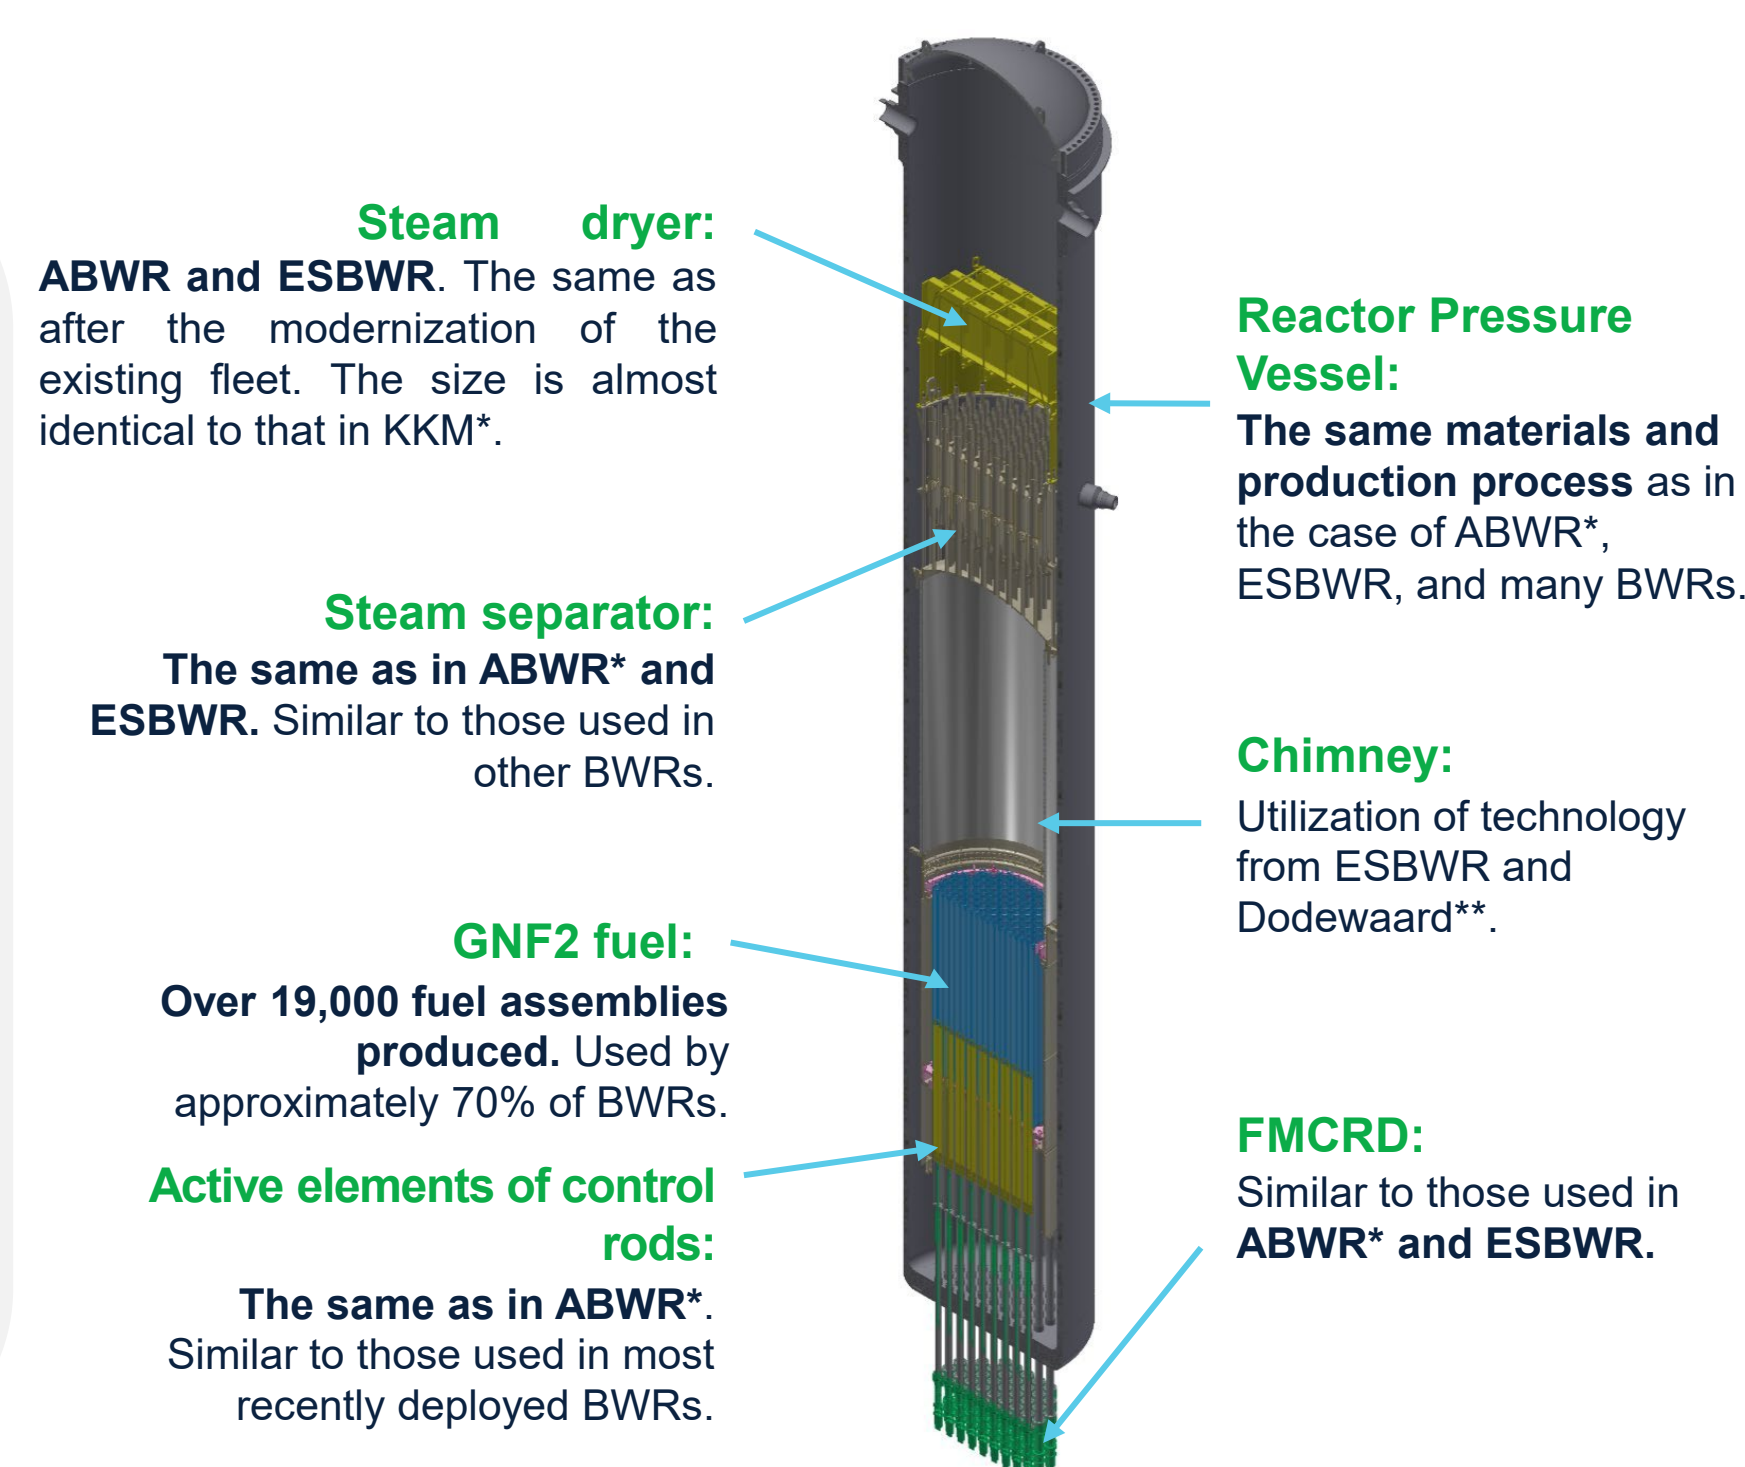 Steam dryer:
ABWR and ESBWR. The same as
after the modernization of the
existing fleet. The size is almost
identical to that in KKM*.
Steam separator:
The same as in ABWR* and
ESBWR. Similar to those used in
other BWRs.
GNF2 fuel:
Over 19,000 fuel assemblies
produced. Used by
approximately 70% of BWRs.
Active elements of control
rods:
The same as in ABWR*.
Similar to those used in most
recently deployed BWRs.
Reactor Pressure
Vessel:
The same materials and
production process as in
the case of ABWR*,
ESBWR, and many BWRs.
Chimney:
Utilization of technology
from ESBWR and
Dodewaard**.
FMCRD:
Similar to those used in
ABWR* and ESBWR.